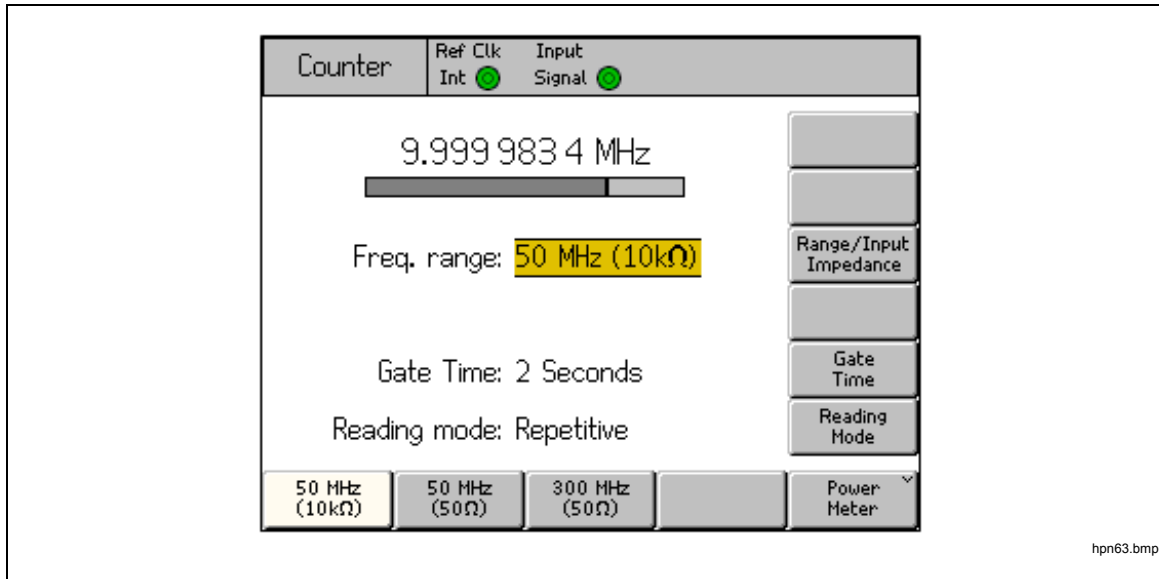 Counter
Ref Clk
Int
Input
Signal
9.999 983 4 MHz
Freq. range: 50 MHz (10kΩ)
Gate Time: 2 Seconds
Reading mode: Repetitive
Range/Input
Impedance
Gate
Time
Reading
Mode
50 MHz
(10kΩ)
50 MHz
(50Ω)
300 MHz
(50Ω)
Power
Meter
hpn63.bmp